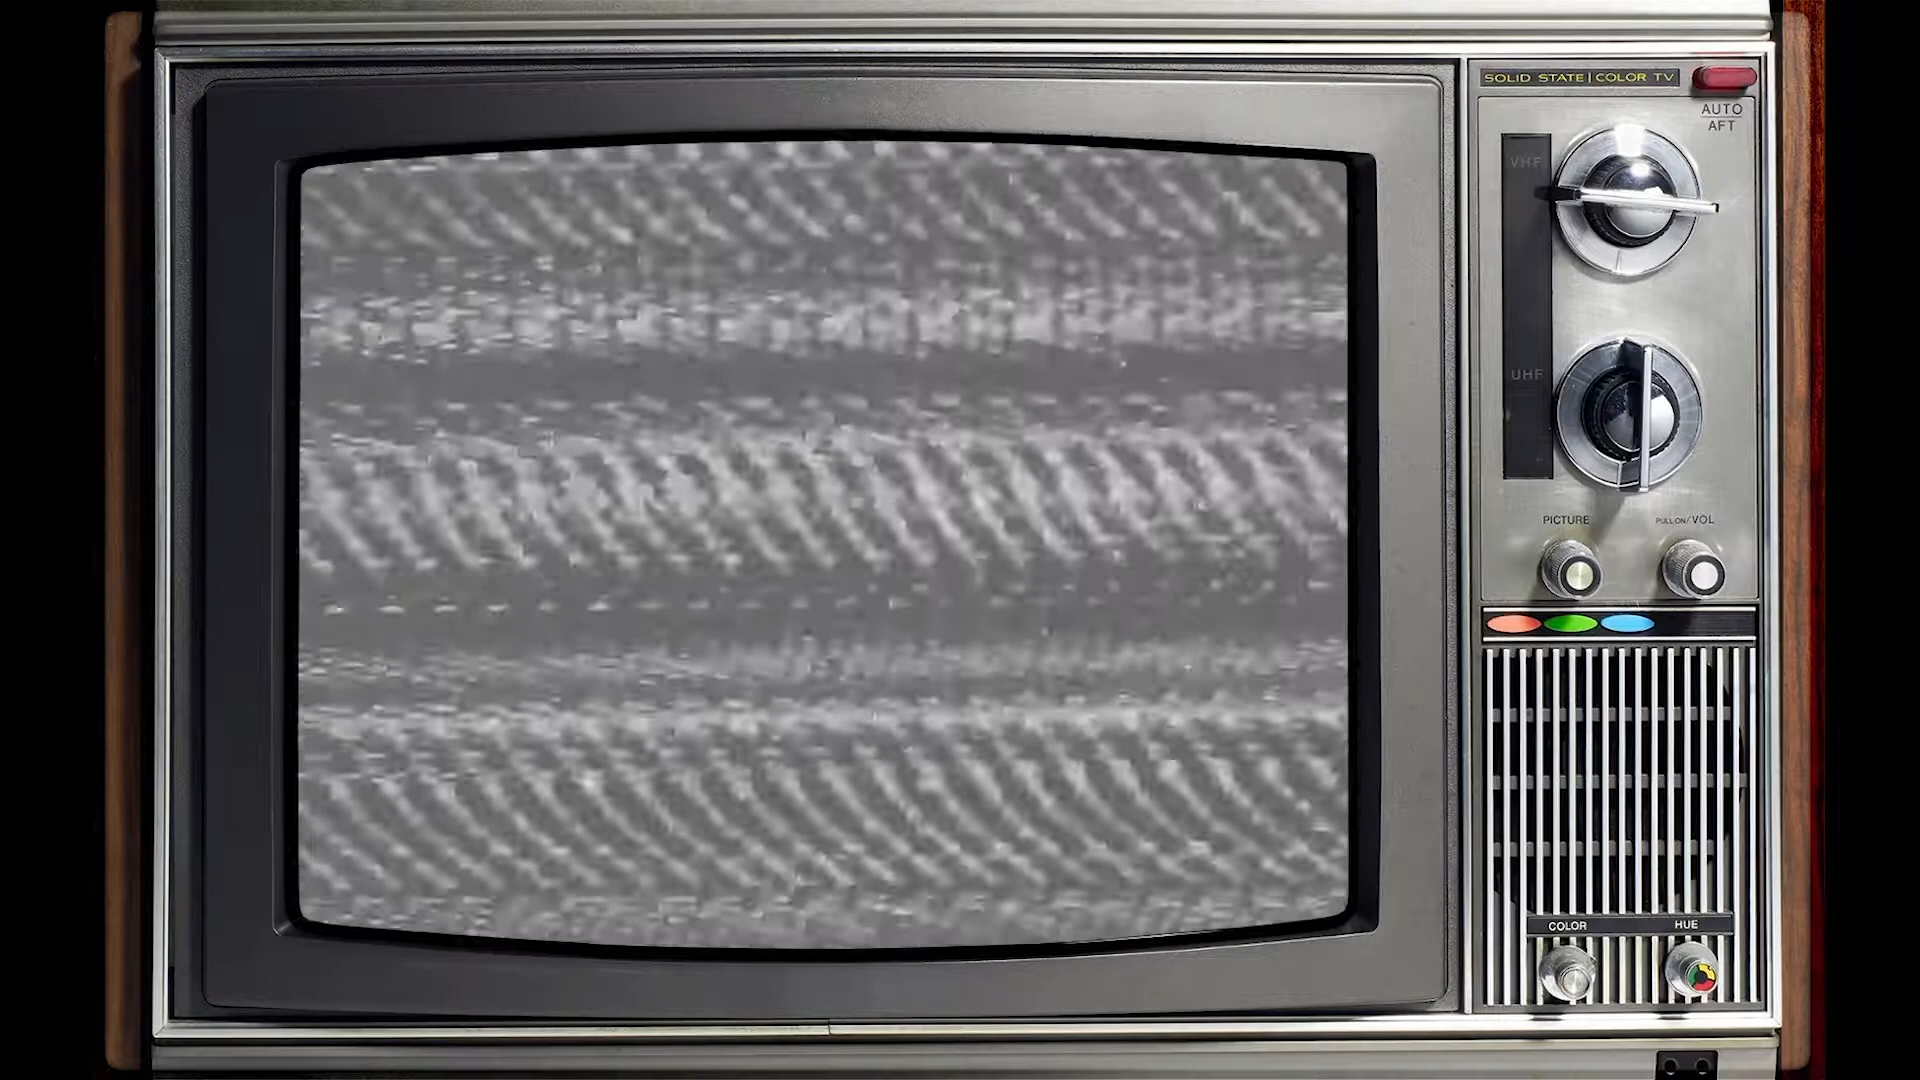 SOLID STATE | COLOR TV
AUTO
AFT
VHF
UHF
PICTURE
PULL ON/VOL
COLOR
HUE